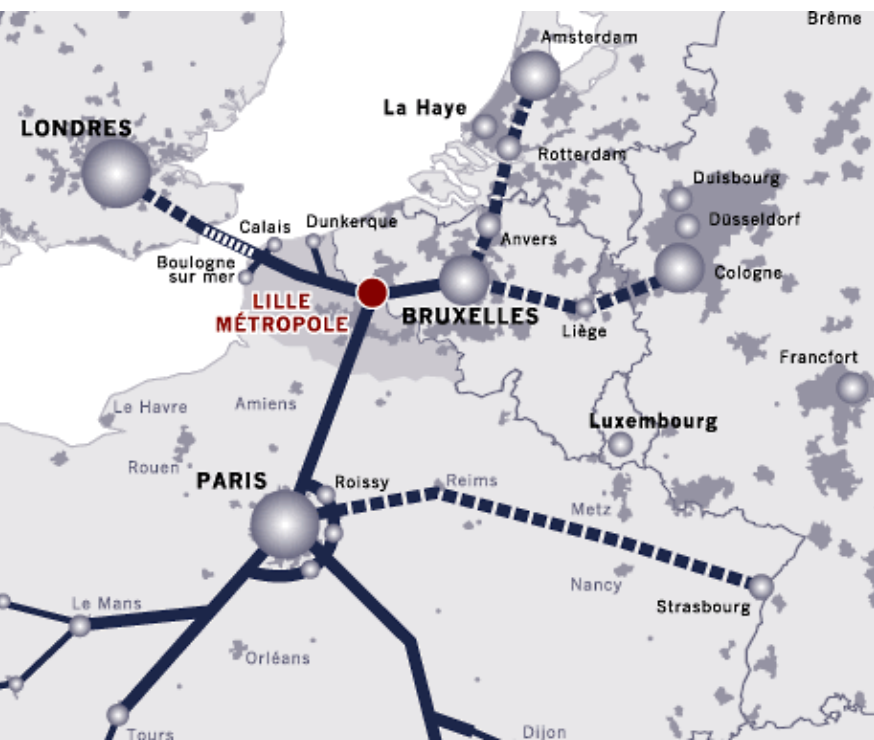 Brême
Amsterdam
La Haye
LONDRES
Rotterdam
Duisbourg
Düsseldorf
Calais
Dunkerque
Anvers
Boulogne
sur mer
Cologne
LILLE
MÉTROPOLE
BRUXELLES
Liège
Francfort
Le Havre
Amiens
Luxembourg
Rouen
PARIS
Roissy
Reims
Metz
Nancy
Strasbourg
Le Mans
Orléans
Tours
Dijon